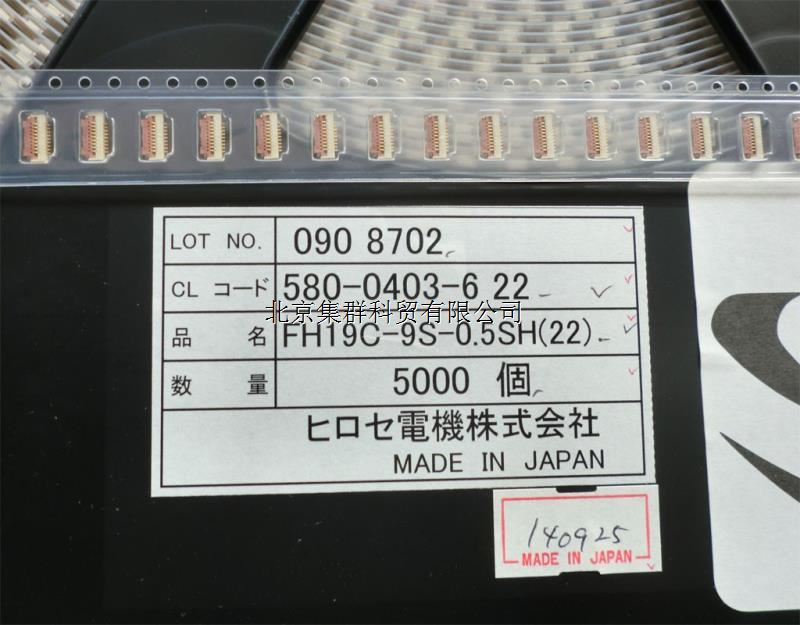 LOT NO. 090 8702
CL コード 580-0403-6 22
北京集群科贸有限公司
品 名 FH19C-9S-0.5SH(22)
数 量 5000 個
ヒロセ電機株式会社
MADE IN JAPAN
140925
MADE IN JAPAN